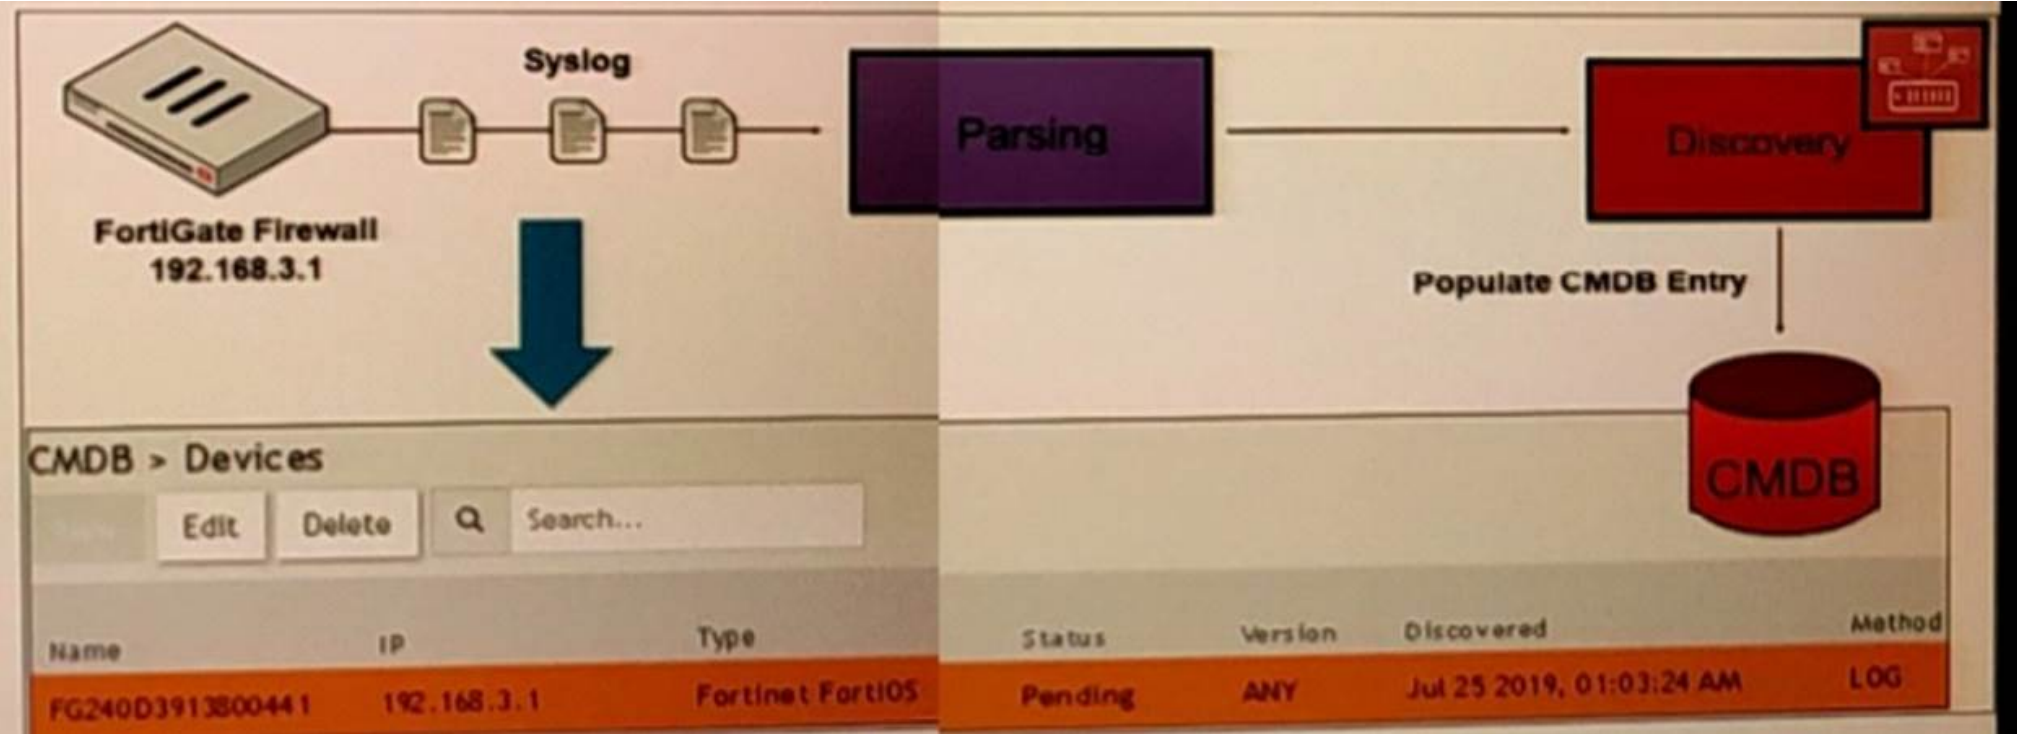 Syslog
Parsing
Discovery
FortiGate Firewall
192.168.3.1
Populate CMDB Entry
CMDB
CMDB > Devices
Edit Delete Search...
Name IP Type Status Version Discovered Method
FG240D3913800441 192.168.3.1 Fortinet FortiOS Pending ANY Jul 25 2019, 01:03:24 AM LOG